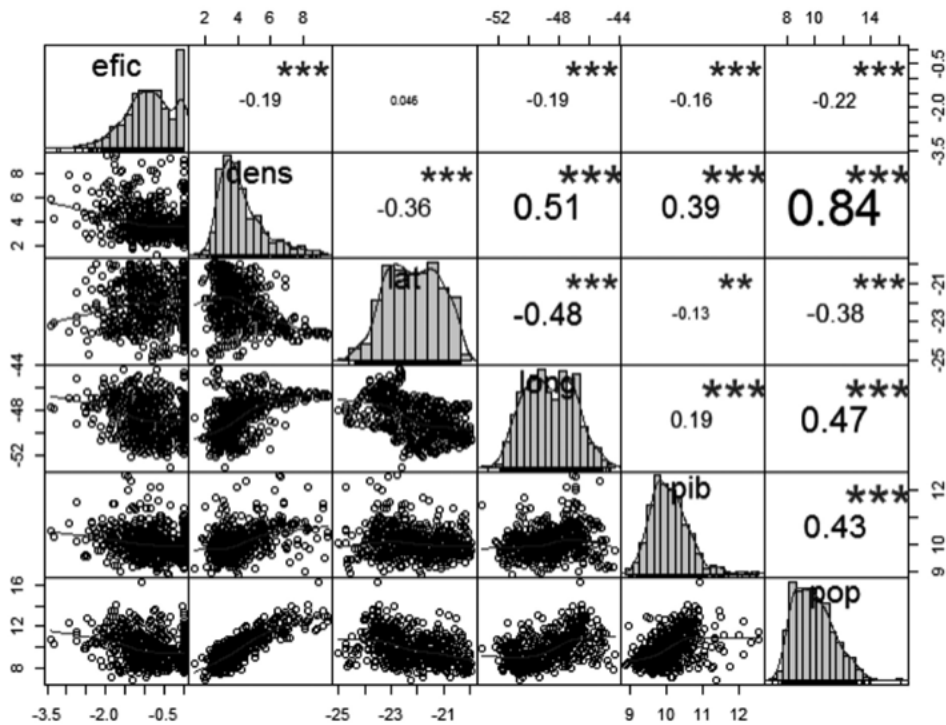 2 4 6 8 -52 -48 -44 8 10 14
efic *** *** *** ***
-0.19 0.046 -0.19 -0.16 -0.22
-0.5 -2.0 -3.5
8 6 4 2
dens *** *** *** ***
-0.36 0.51 0.39 0.84
lat *** ** ***
-0.48 -0.13 -0.38
-21 -23 -25
-44 -48 -52
long *** ***
0.19 0.47
pib ***
0.43
12 10 9
16 12 8
pop
-3.5 -2.0 -0.5 -25 -23 -21 9 10 11 12